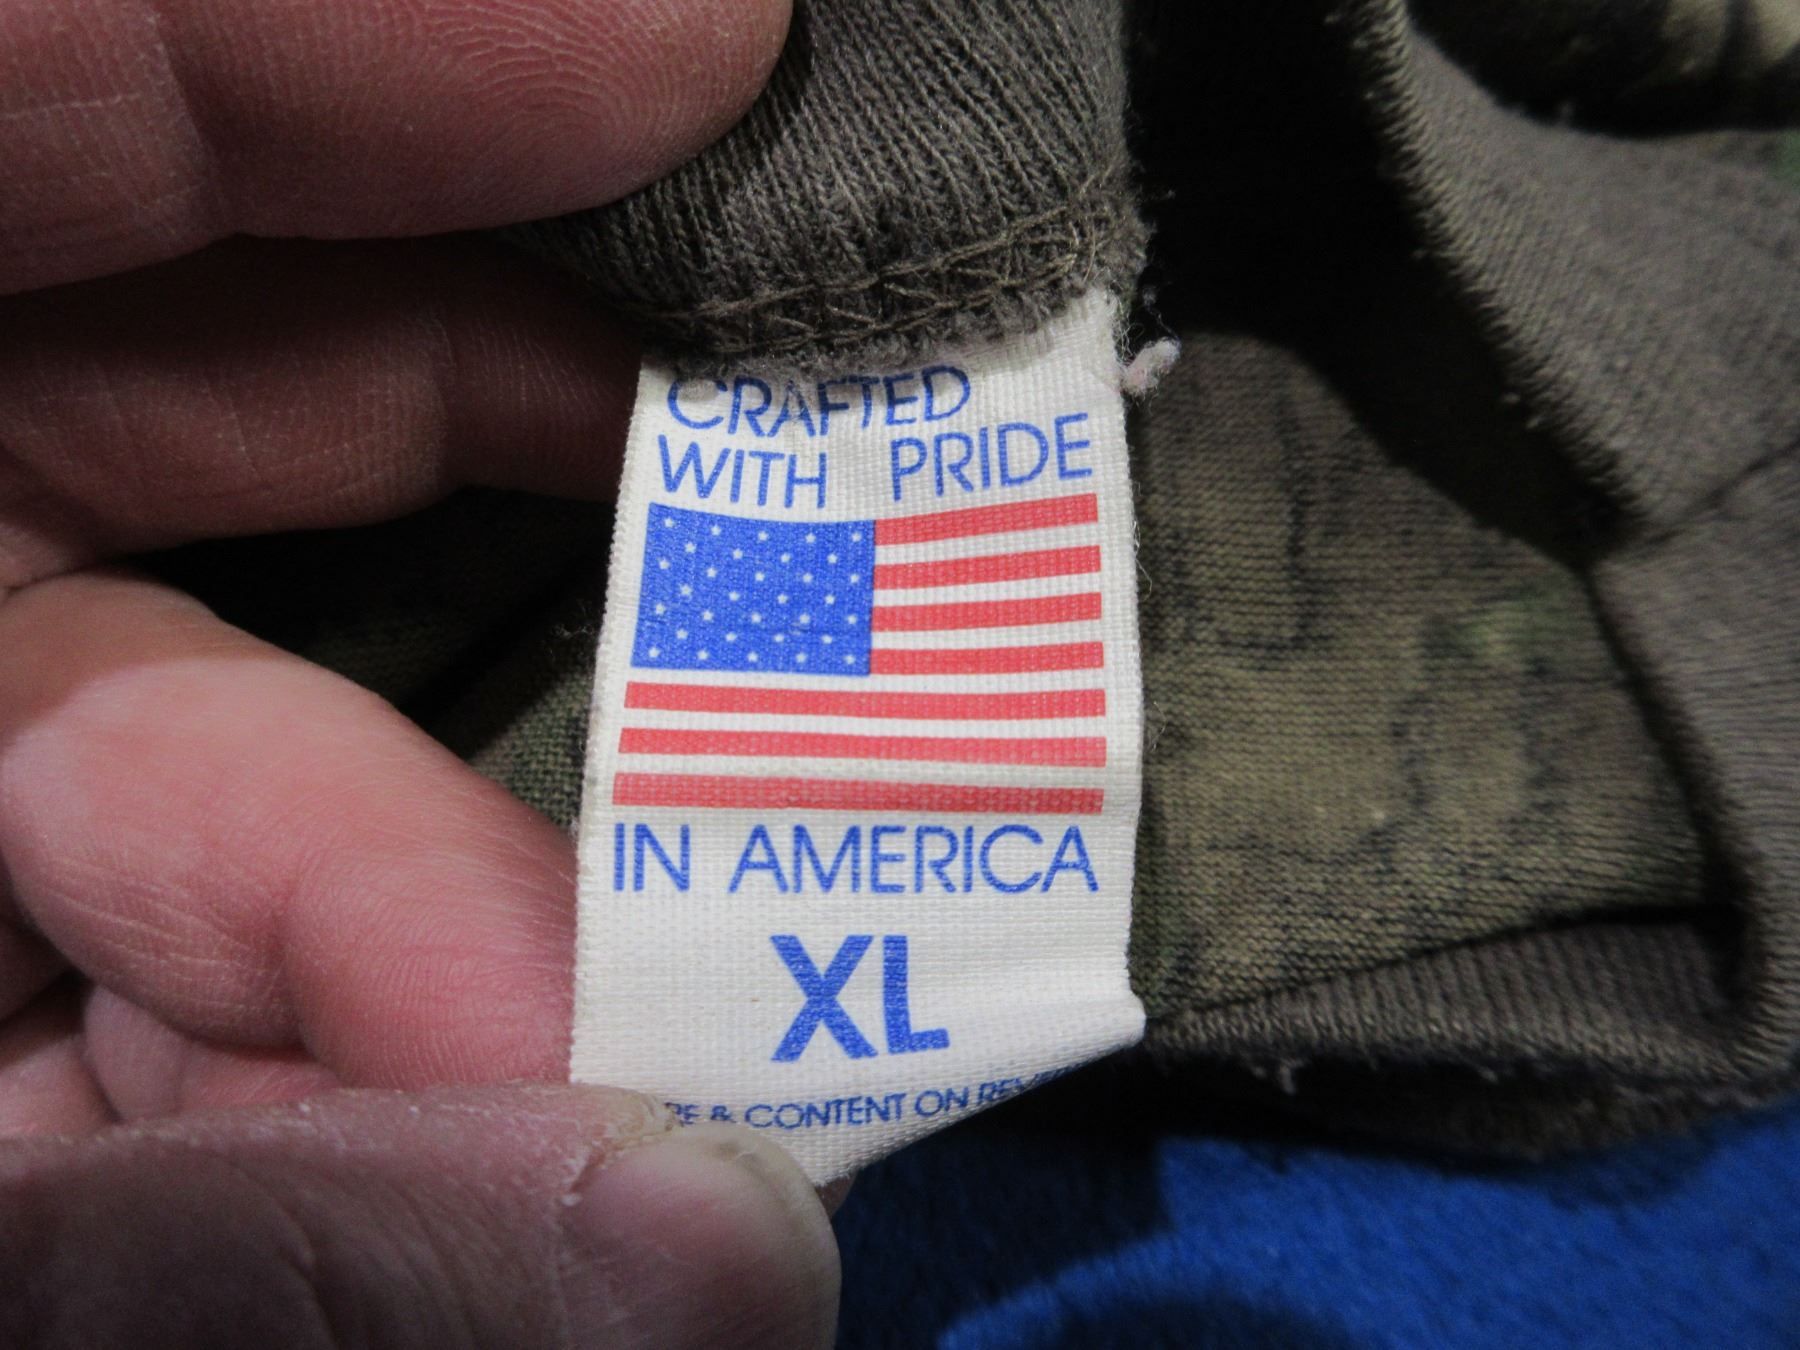 CRAFTED
WITH PRIDE
IN AMERICA
XL
& CONTENT ON